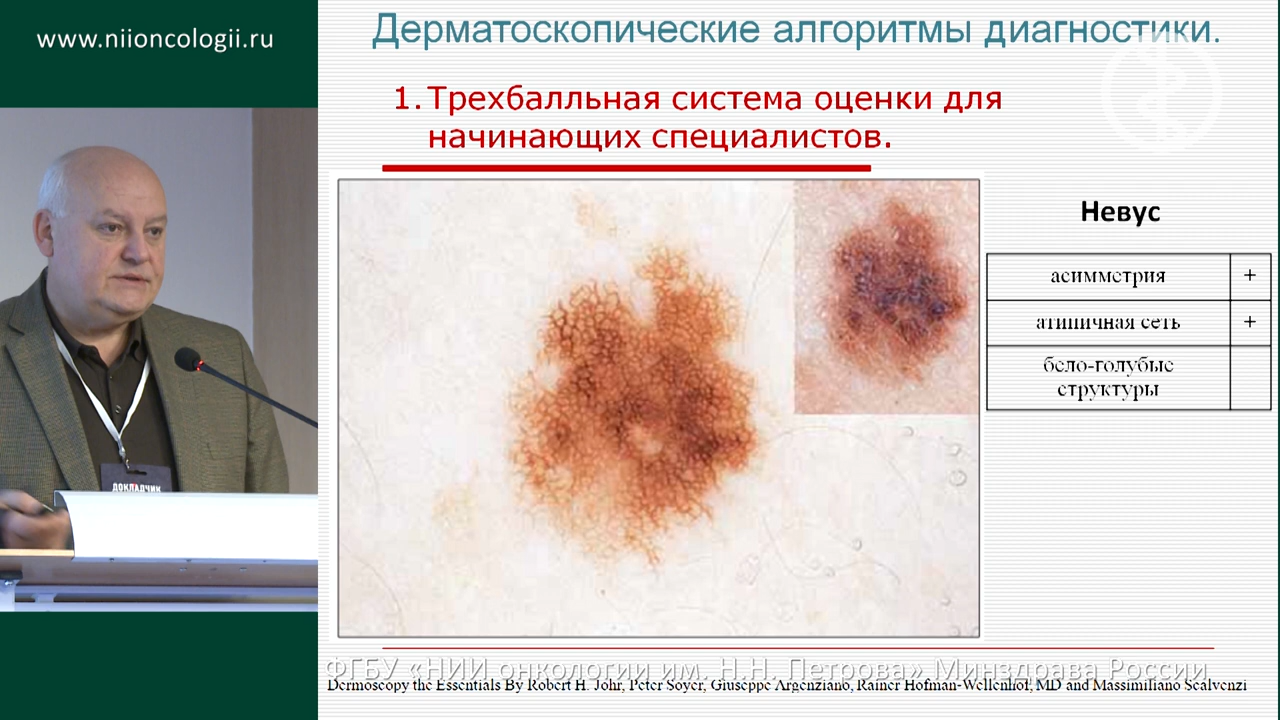 www.niioncologii.ru
Дерматоскопические алгоритмы диагностики.
1. Трехбалльная система оценки для
начинающих специалистов.
Невус
асимметрия +
атипичная сеть +
бело-голубые
структуры
ДОКЛАДЧИК
ФГБУ «НИИ онкологии им. Н.Н. Петрова» Минздрава России
Dermoscopy the Essentials By Robert H. Johr, Peter Soyer, Giuseppe Argenziano, Rainer Hofman-Wellenhof, MD and Massimiliano Scalvenzi